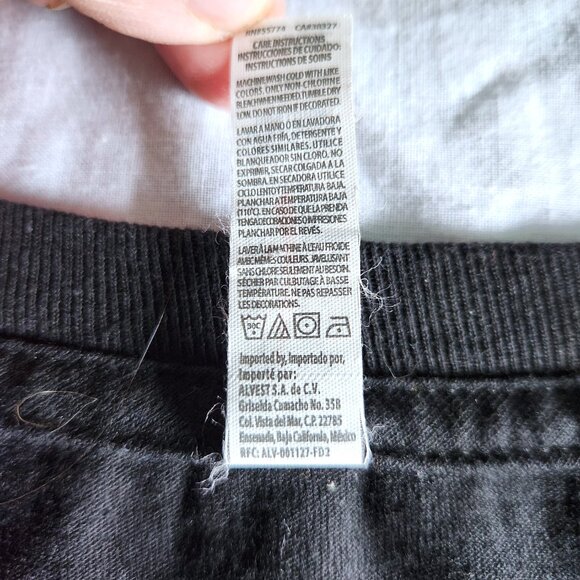 RN#55774 CA#30327
CARE INSTRUCTIONS
INSTRUCCIONES DE CUIDADO:
INSTRUCTIONS DE SOINS
MACHINE WASH COLD WITH LIKE
COLORS. ONLY NON-CHLORINE
BLEACH WHEN NEEDED. TUMBLE DRY
LOW. DO NOT IRON IF DECORATED.
LAVAR A MANO Ó EN LAVADORA
CON AGUA FRÍA, DETERGENTE Y
COLORES SIMILARES. UTILICE
BLANQUEADOR SIN CLORO. NO
EXPRIMIR, SECAR COLGADO A LA
SOMBRA. EN SECADORA UTILICE
CICLO LENTO Y TEMPERATURA BAJA.
PLANCHAR A TEMPERATURA BAJA
(110°C). EN CASO DE QUE LA PRENDA
TENGA DECORACIONES O IMPRESIONES
PLANCHAR POR EL REVÉS.
LAVER À LA MACHINE À L'EAU FROIDE
AVEC MÊMES COULEURS. JAVELLISANT
SANS CHLORE SEULEMENT AU BESOIN.
SÉCHER PAR CULBUTAGE À BASSE
TEMPÉRATURE. NE PAS REPASSER
LES DÉCORATIONS.
30C
Imported by, Importado por,
Importé par:
ALVEST S.A. de C.V.
Griselda Camacho No. 338
Col. Vista del Mar, C.P. 22785
Ensenada, Baja California, México
RFC: ALV-001127-FD2